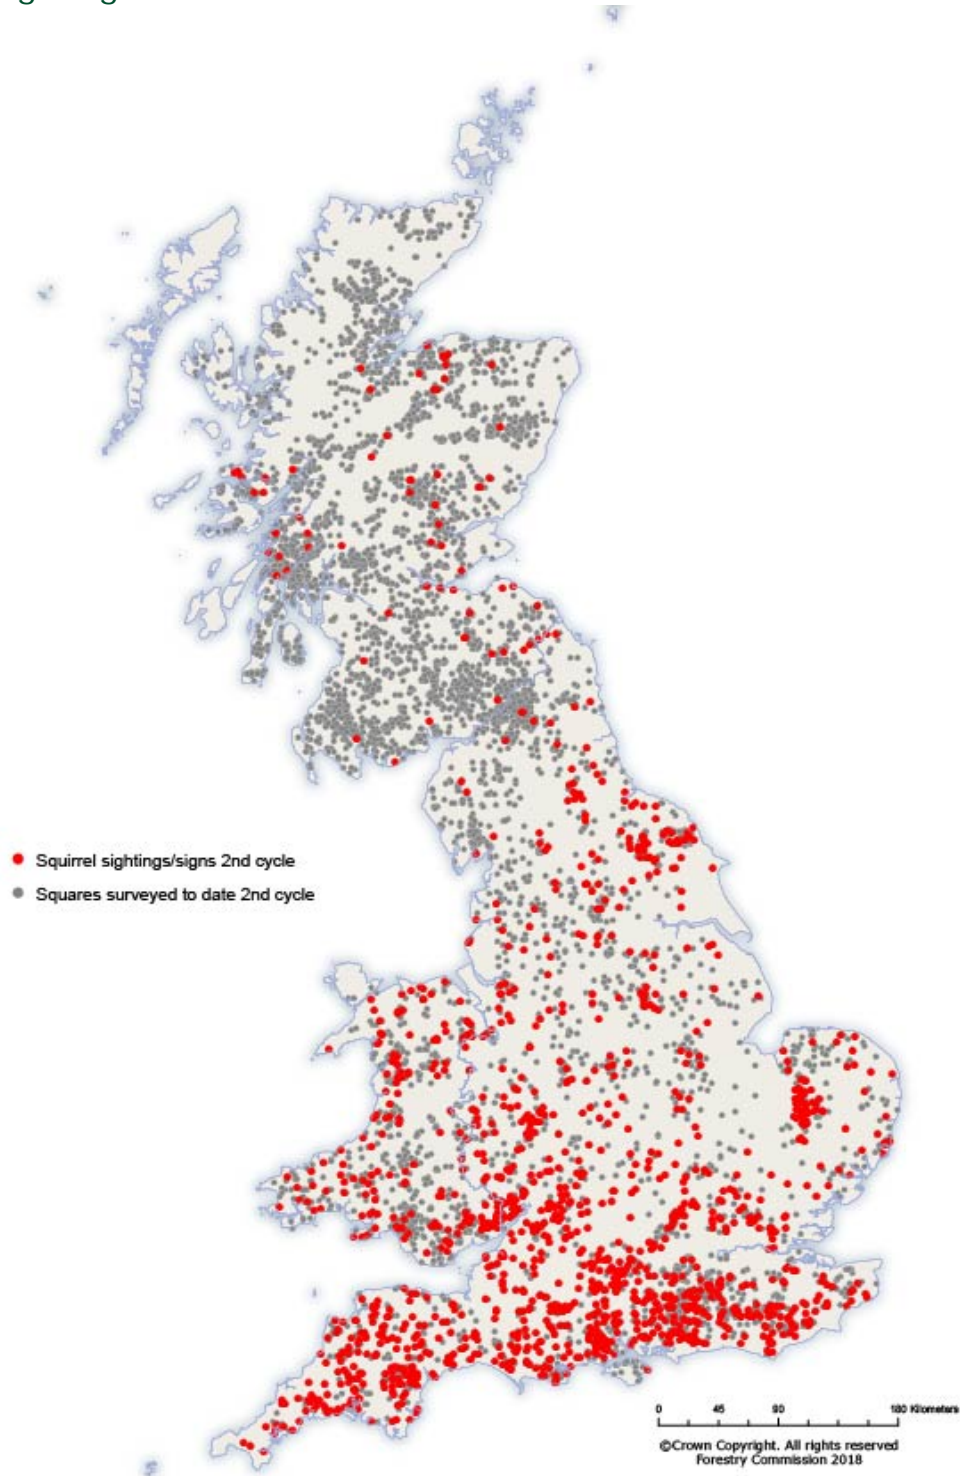 Squirrel sightings/signs 2nd cycle
Squares surveyed to date 2nd cycle
0 45 90 180 Kilometers
©Crown Copyright. All rights reserved
Forestry Commission 2018